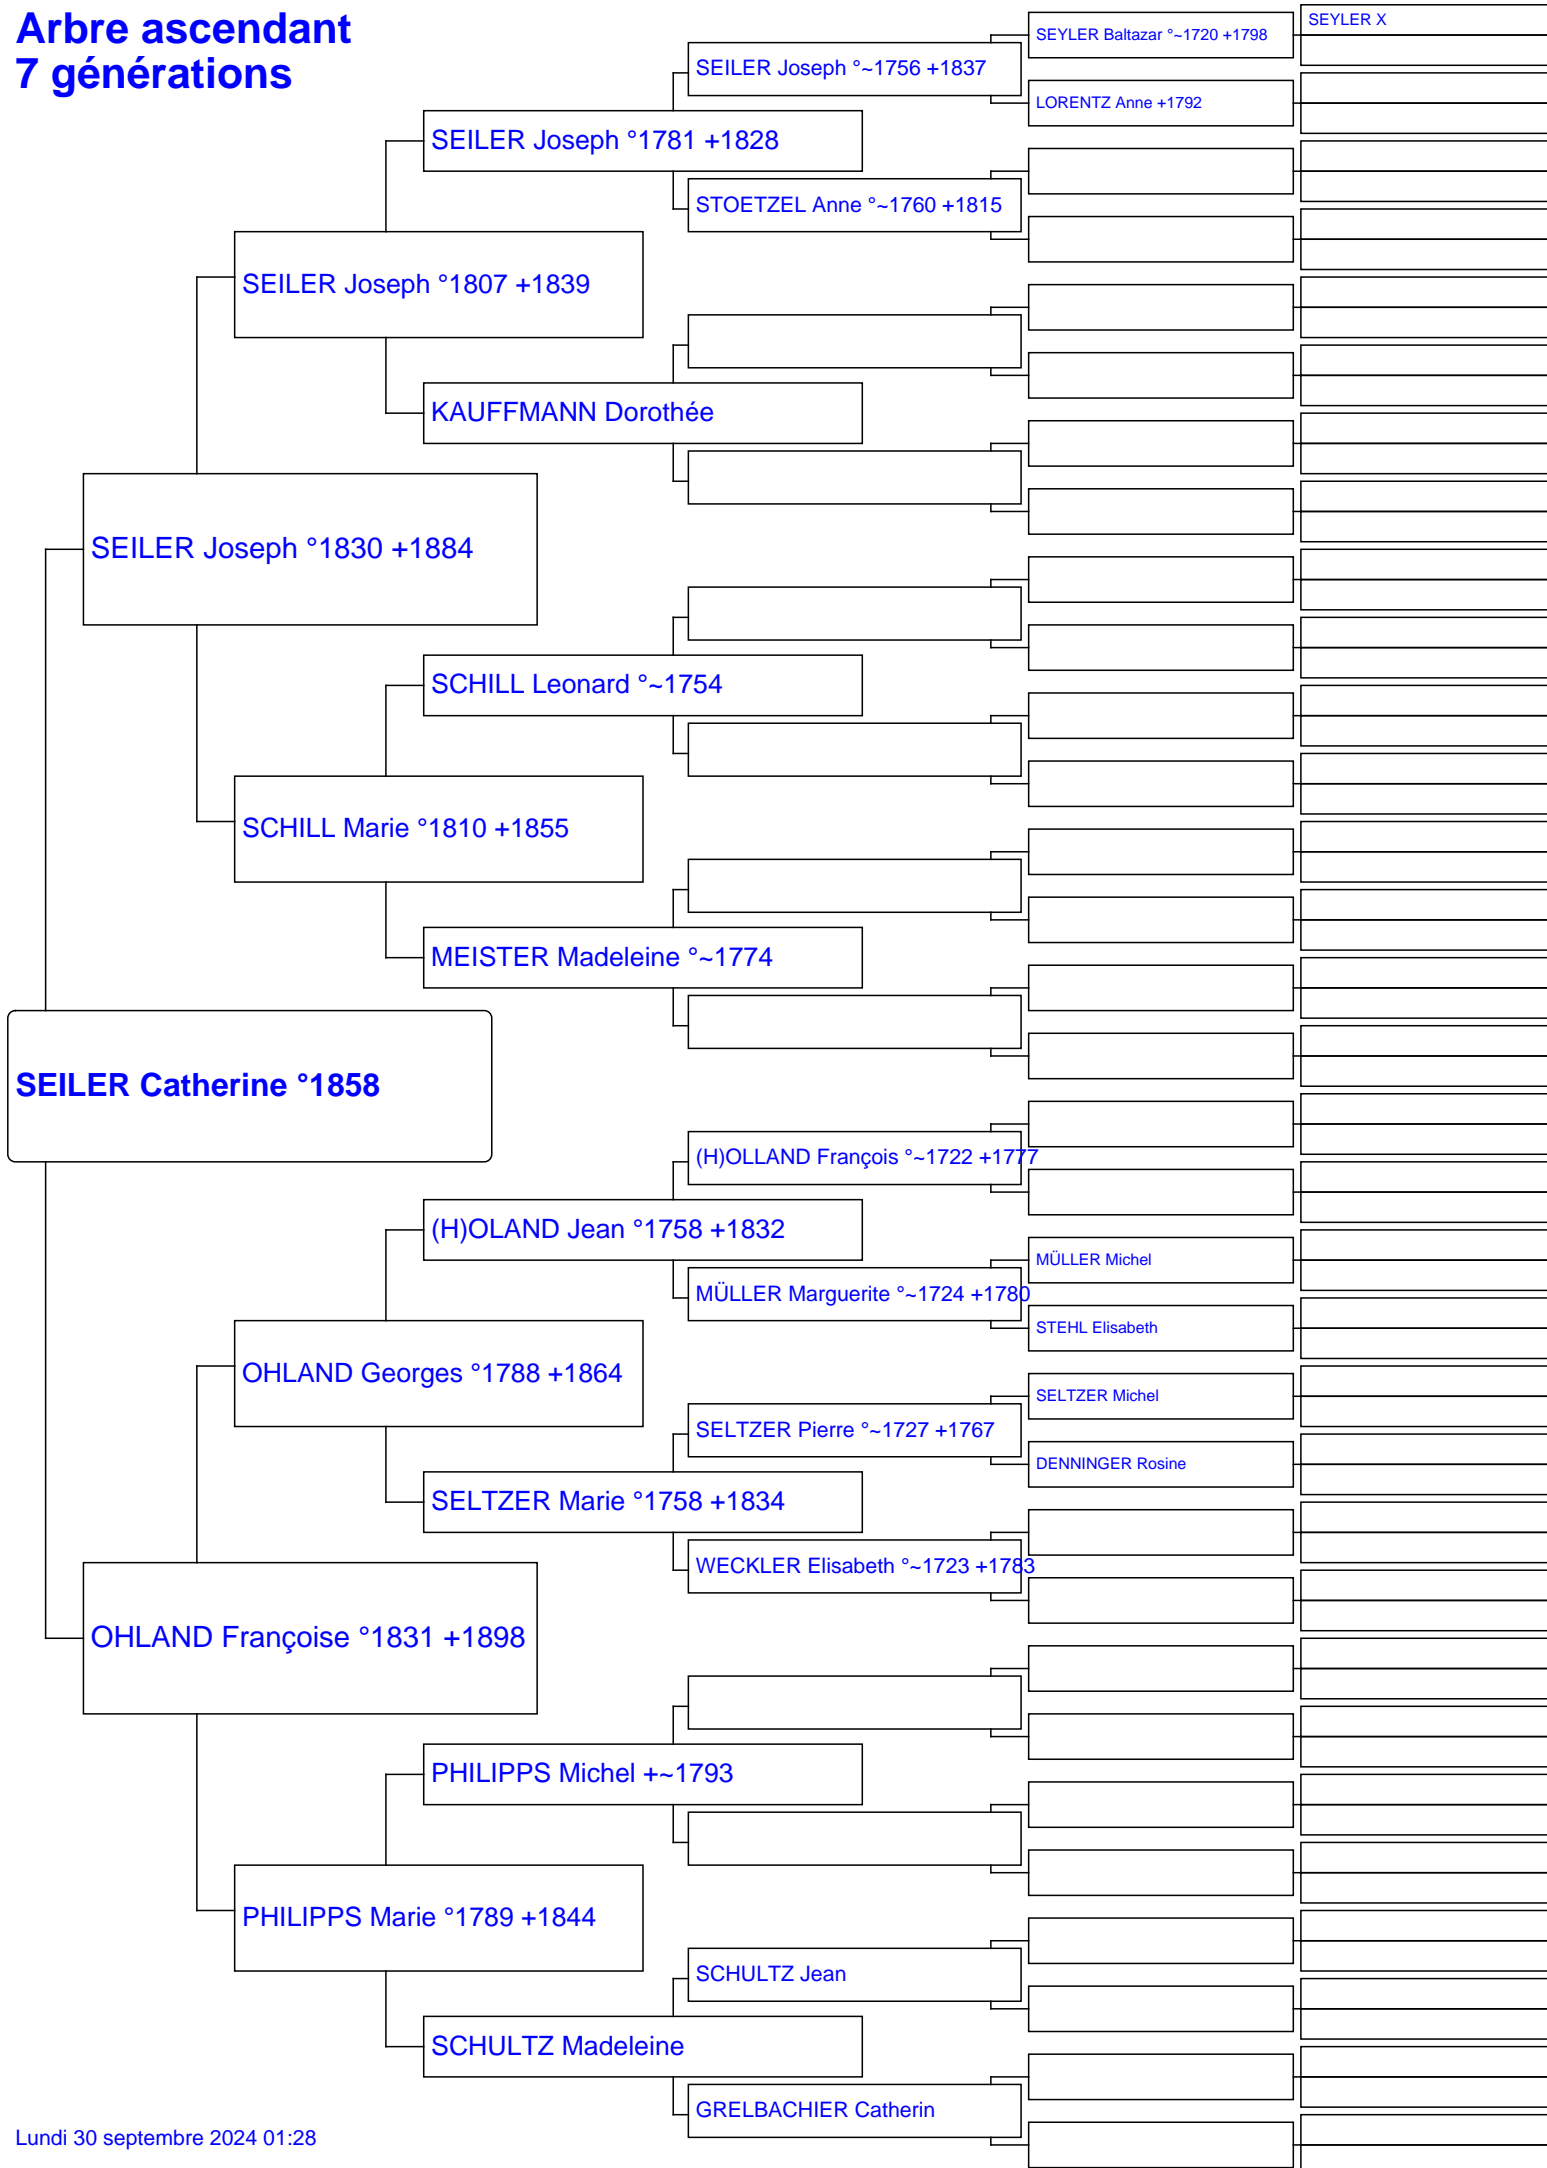 Arbre ascendant
7 générations
SEYLER X
SEYLER Baltazar °~1720 +1798
SEILER Joseph °~1756 +1837
LORENTZ Anne +1792
SEILER Joseph °1781 +1828
STOETZEL Anne °~1760 +1815
SEILER Joseph °1807 +1839
KAUFFMANN Dorothée
SEILER Joseph °1830 +1884
SCHILL Leonard °~1754
SCHILL Marie °1810 +1855
MEISTER Madeleine °~1774
SEILER Catherine °1858
(H)OLLAND François °~1722 +1777
(H)OLAND Jean °1758 +1832
MÜLLER Michel
MÜLLER Marguerite °~1724 +1780
STEHL Elisabeth
OHLAND Georges °1788 +1864
SELTZER Michel
SELTZER Pierre °~1727 +1767
DENNINGER Rosine
SELTZER Marie °1758 +1834
WECKLER Elisabeth °~1723 +1783
OHLAND Françoise °1831 +1898
PHILIPPS Michel +~1793
PHILIPPS Marie °1789 +1844
SCHULTZ Jean
SCHULTZ Madeleine
GRELBACHIER Catherin
Lundi 30 septembre 2024 01:28